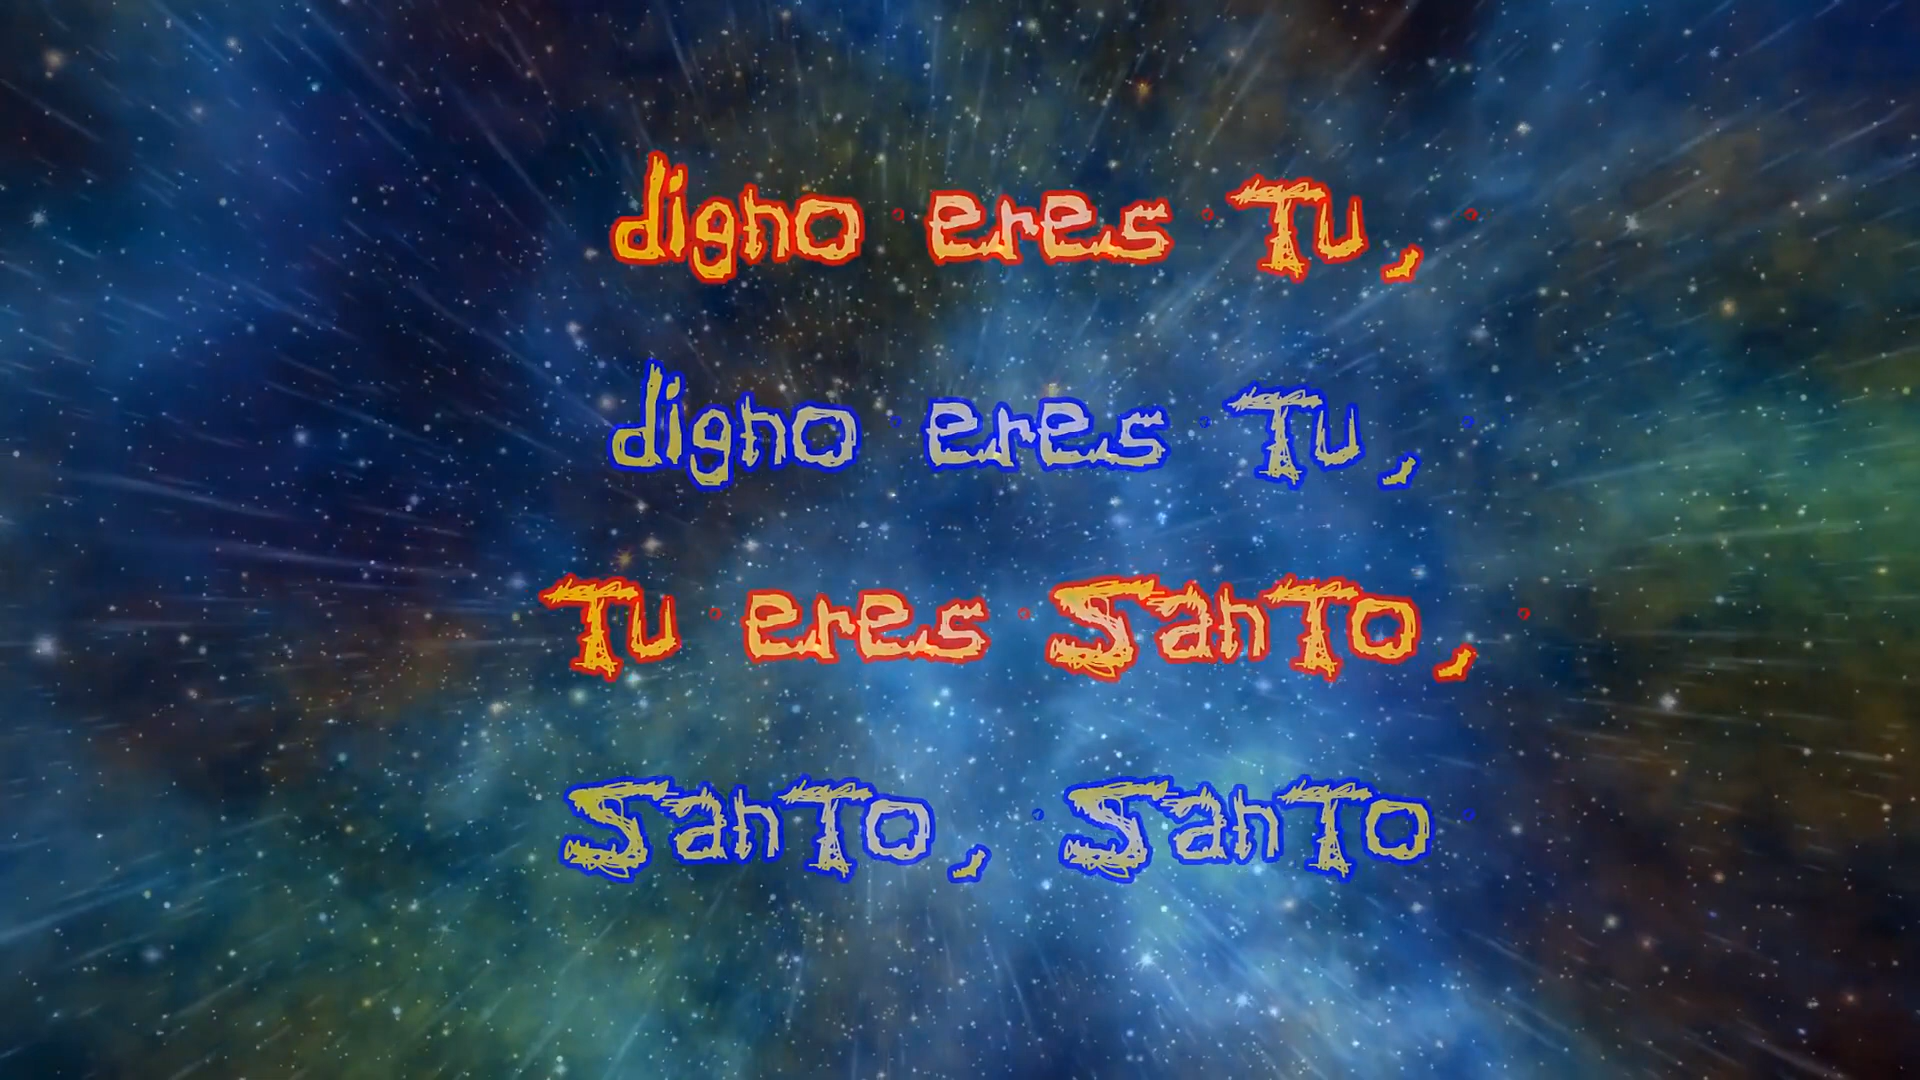 digno eres Tu,
digno eres Tu,
Tu eres SanTo,
SanTo, SanTo